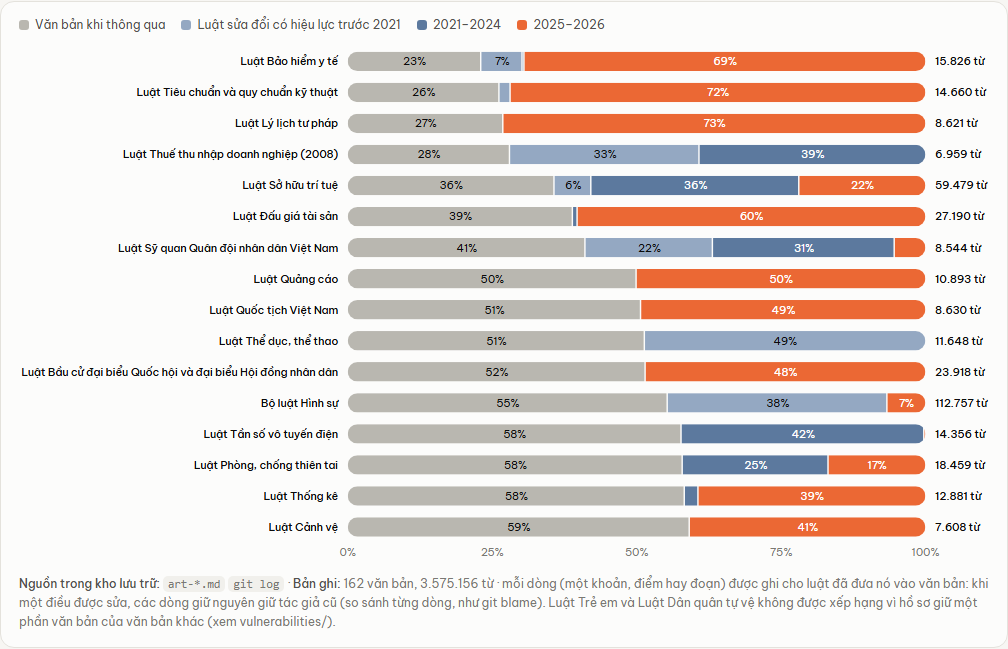 Văn bản khi thông qua Luật sửa đổi có hiệu lực trước 2021 2021–2024 2025–2026
Luật Bảo hiểm y tế 23% 7% 69% 15.826 từ
Luật Tiêu chuẩn và quy chuẩn kỹ thuật 26% 72% 14.660 từ
Luật Lý lịch tư pháp 27% 73% 8.621 từ
Luật Thuế thu nhập doanh nghiệp (2008) 28% 33% 39% 6.959 từ
Luật Sở hữu trí tuệ 36% 6% 36% 22% 59.479 từ
Luật Đấu giá tài sản 39% 60% 27.190 từ
Luật Sỹ quan Quân đội nhân dân Việt Nam 41% 22% 31% 8.544 từ
Luật Quảng cáo 50% 50% 10.893 từ
Luật Quốc tịch Việt Nam 51% 49% 8.630 từ
Luật Thể dục, thể thao 51% 49% 11.648 từ
Luật Bầu cử đại biểu Quốc hội và đại biểu Hội đồng nhân dân 52% 48% 23.918 từ
Bộ luật Hình sự 55% 38% 7% 112.757 từ
Luật Tần số vô tuyến điện 58% 42% 14.356 từ
Luật Phòng, chống thiên tai 58% 25% 17% 18.459 từ
Luật Thống kê 58% 39% 12.881 từ
Luật Cảnh vệ 59% 41% 7.608 từ
0% 25% 50% 75% 100%
Nguồn trong kho lưu trữ: art-*.md git log · Bản ghi: 162 văn bản, 3.575.156 từ · mỗi dòng (một khoản, điểm hay đoạn) được ghi cho luật đã đưa nó vào văn bản: khi
một điều được sửa, các dòng giữ nguyên giữ tác giả cũ (so sánh từng dòng, như git blame). Luật Trẻ em và Luật Dân quân tự vệ không được xếp hạng vì hồ sơ giữ một
phần văn bản của văn bản khác (xem vulnerabilities/).